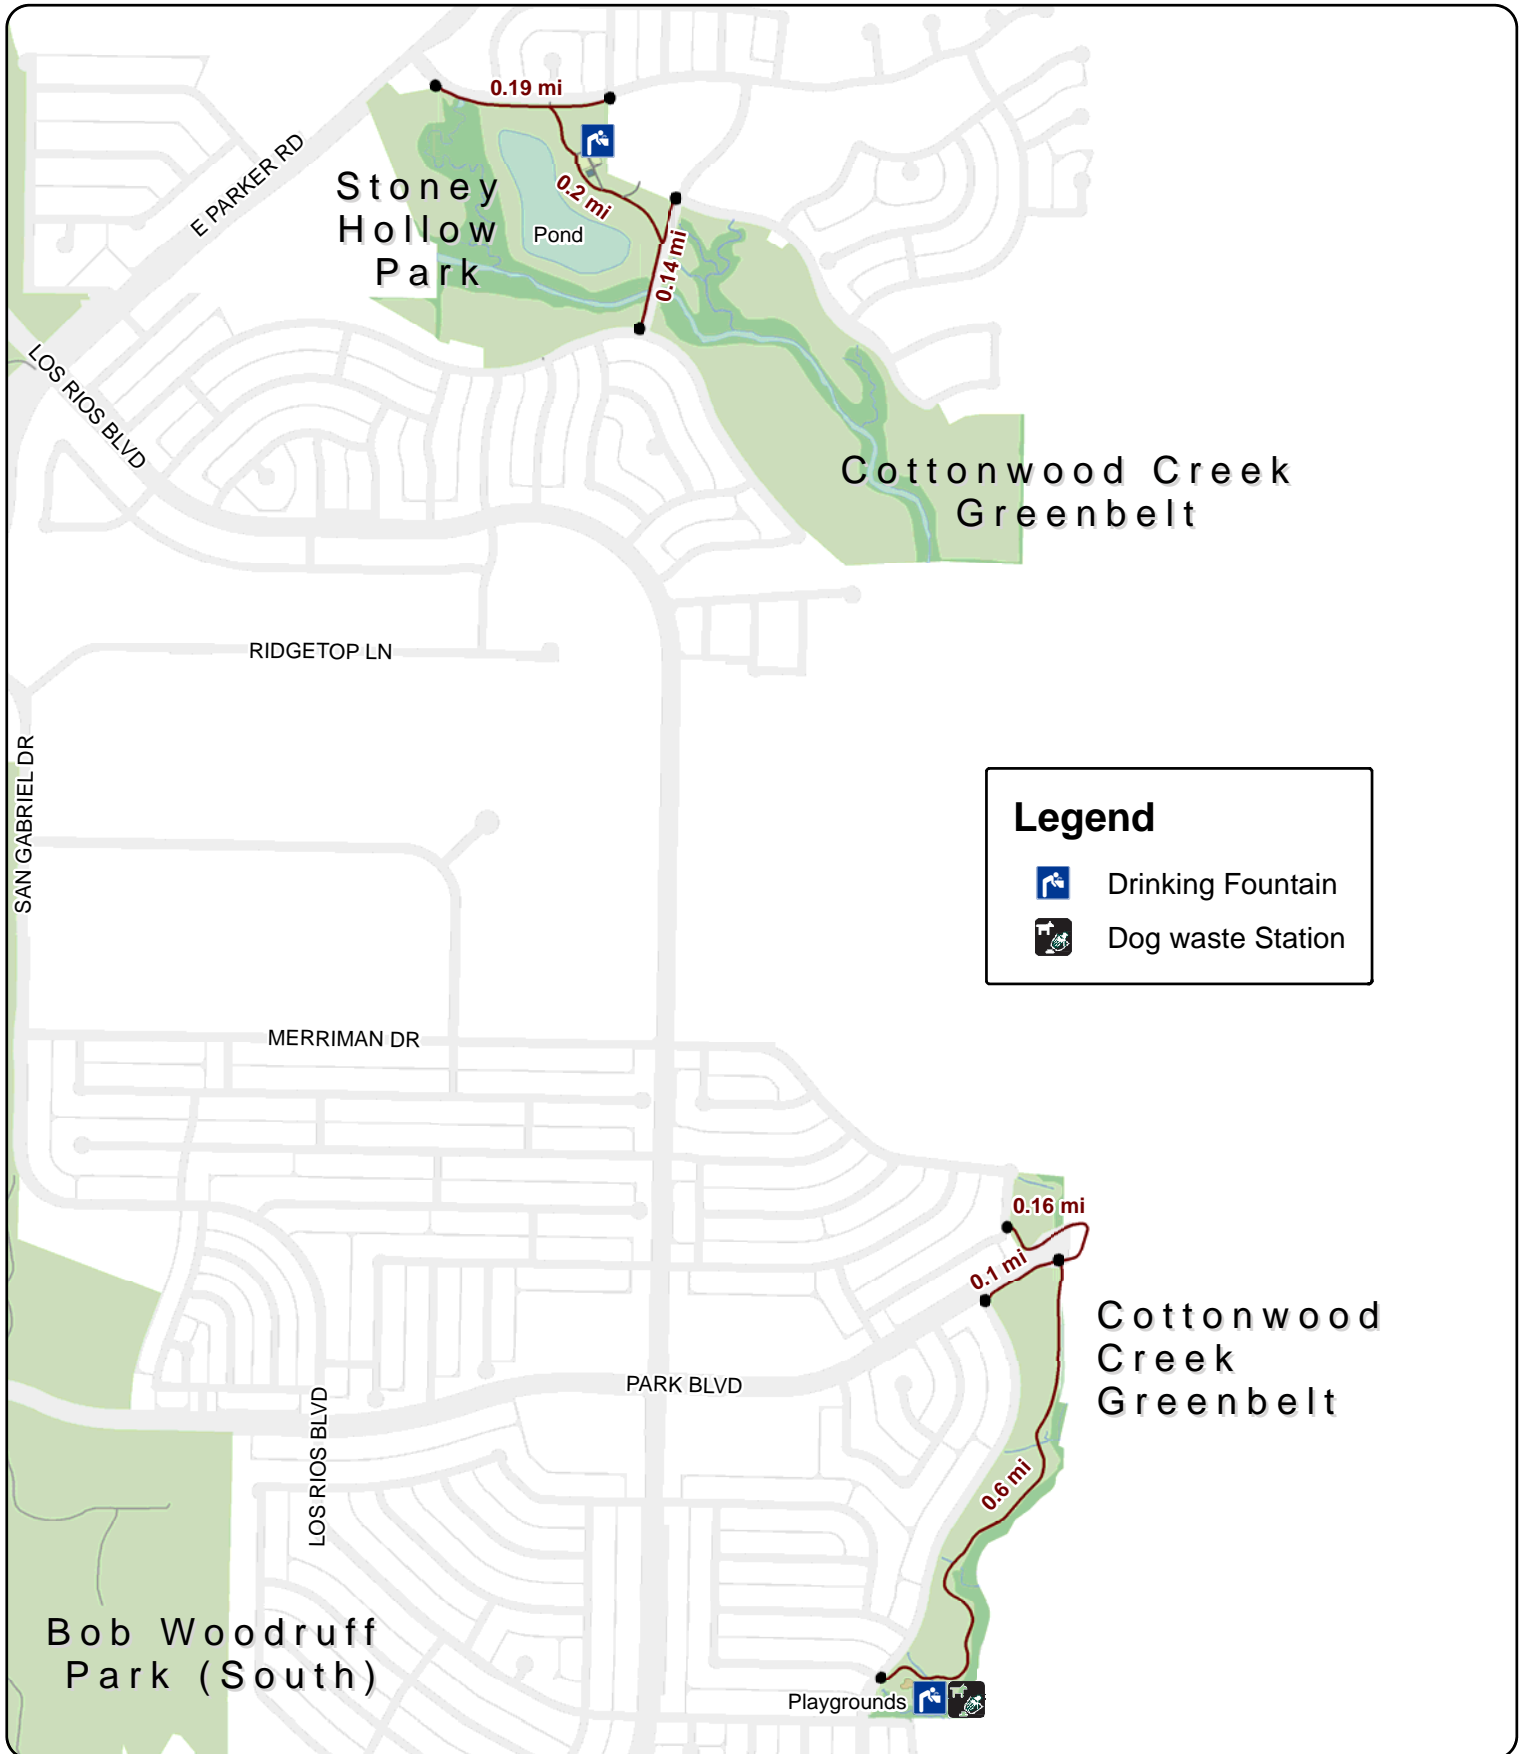 0.19 mi
E PARKER RD
Stoney
Hollow
Park
0.2 mi
Pond
0.14 mi
LOS RIOS BLVD
Cottonwood Creek
Greenbelt
RIDGETOP LN
SAN GABRIEL DR
Legend
Drinking Fountain
Dog waste Station
MERRIMAN DR
0.16 mi
0.1 mi
Cottonwood
Creek
Greenbelt
PARK BLVD
LOS RIOS BLVD
0.6 mi
Bob Woodruff
Park (South)
Playgrounds